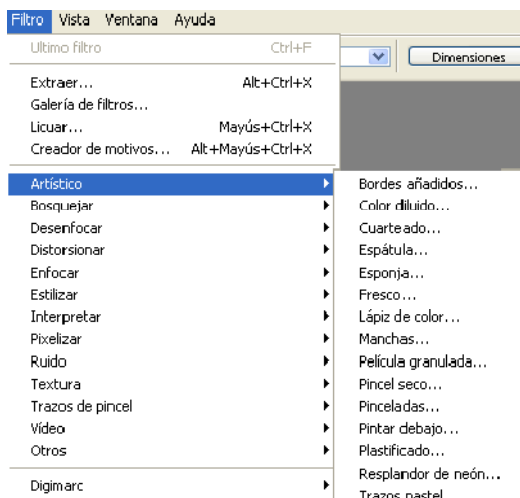 Filtro Vista Ventana Ayuda
Ultimo filtro Ctrl+F
Dimensiones
Extraer... Alt+Ctrl+X
Galería de filtros...
Licuar... Mayús+Ctrl+X
Creador de motivos... Alt+Mayús+Ctrl+X
Artístico
Bosquejar
Desenfocar
Distorsionar
Enfocar
Estilizar
Interpretar
Pixelizar
Ruido
Textura
Trazos de pincel
Vídeo
Otros
Digimarc
Bordes añadidos...
Color diluido...
Cuarteado...
Espátula...
Esponja...
Fresco...
Lápiz de color...
Manchas...
Película granulada...
Pincel seco...
Pinceladas...
Pintar debajo...
Plastificado...
Resplandor de neón...
Trazos pastel